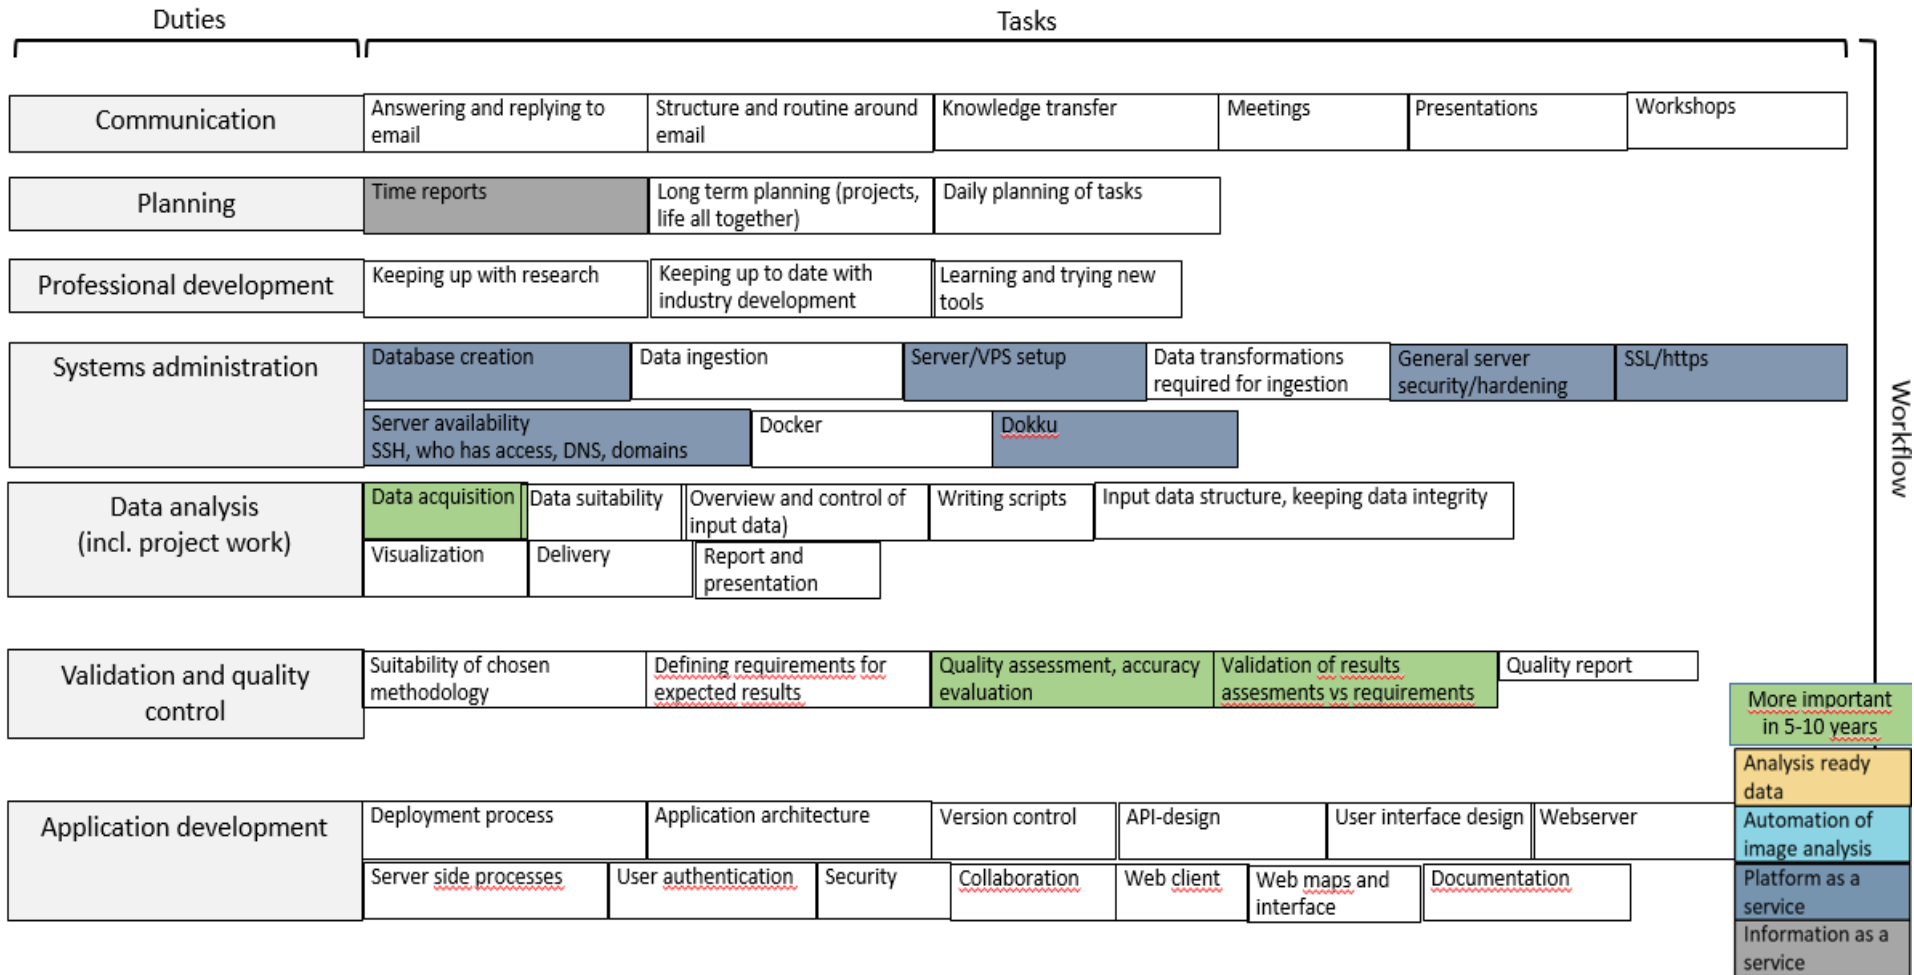 Duties
Tasks
Communication
Answering and replying to
email
Structure and routine around
email
Knowledge transfer
Meetings
Presentations
Workshops
Planning
Time reports
Long term planning (projects,
life all together)
Daily planning of tasks
Professional development
Keeping up with research
Keeping up to date with
industry development
Learning and trying new
tools
Systems administration
Database creation
Data ingestion
Server/VPS setup
Data transformations
required for ingestion
General server
security/hardening
SSL/https
Server availability
SSH, who has access, DNS, domains
Docker
Dokku
Workflow
Data analysis
(incl. project work)
Data acquisition
Data suitability
Overview and control of
input data)
Writing scripts
Input data structure, keeping data integrity
Visualization
Delivery
Report and
presentation
Validation and quality
control
Suitability of chosen
methodology
Defining requirements for
expected results
Quality assessment, accuracy
evaluation
Validation of results
assesments vs requirements
Quality report
Application development
Deployment process
Application architecture
Version control
API-design
User interface design
Webserver
Server side processes
User authentication
Security
Collaboration
Web client
Web maps and
interface
Documentation
More important
in 5-10 years
Analysis ready
data
Automation of
image analysis
Platform as a
service
Information as a
service